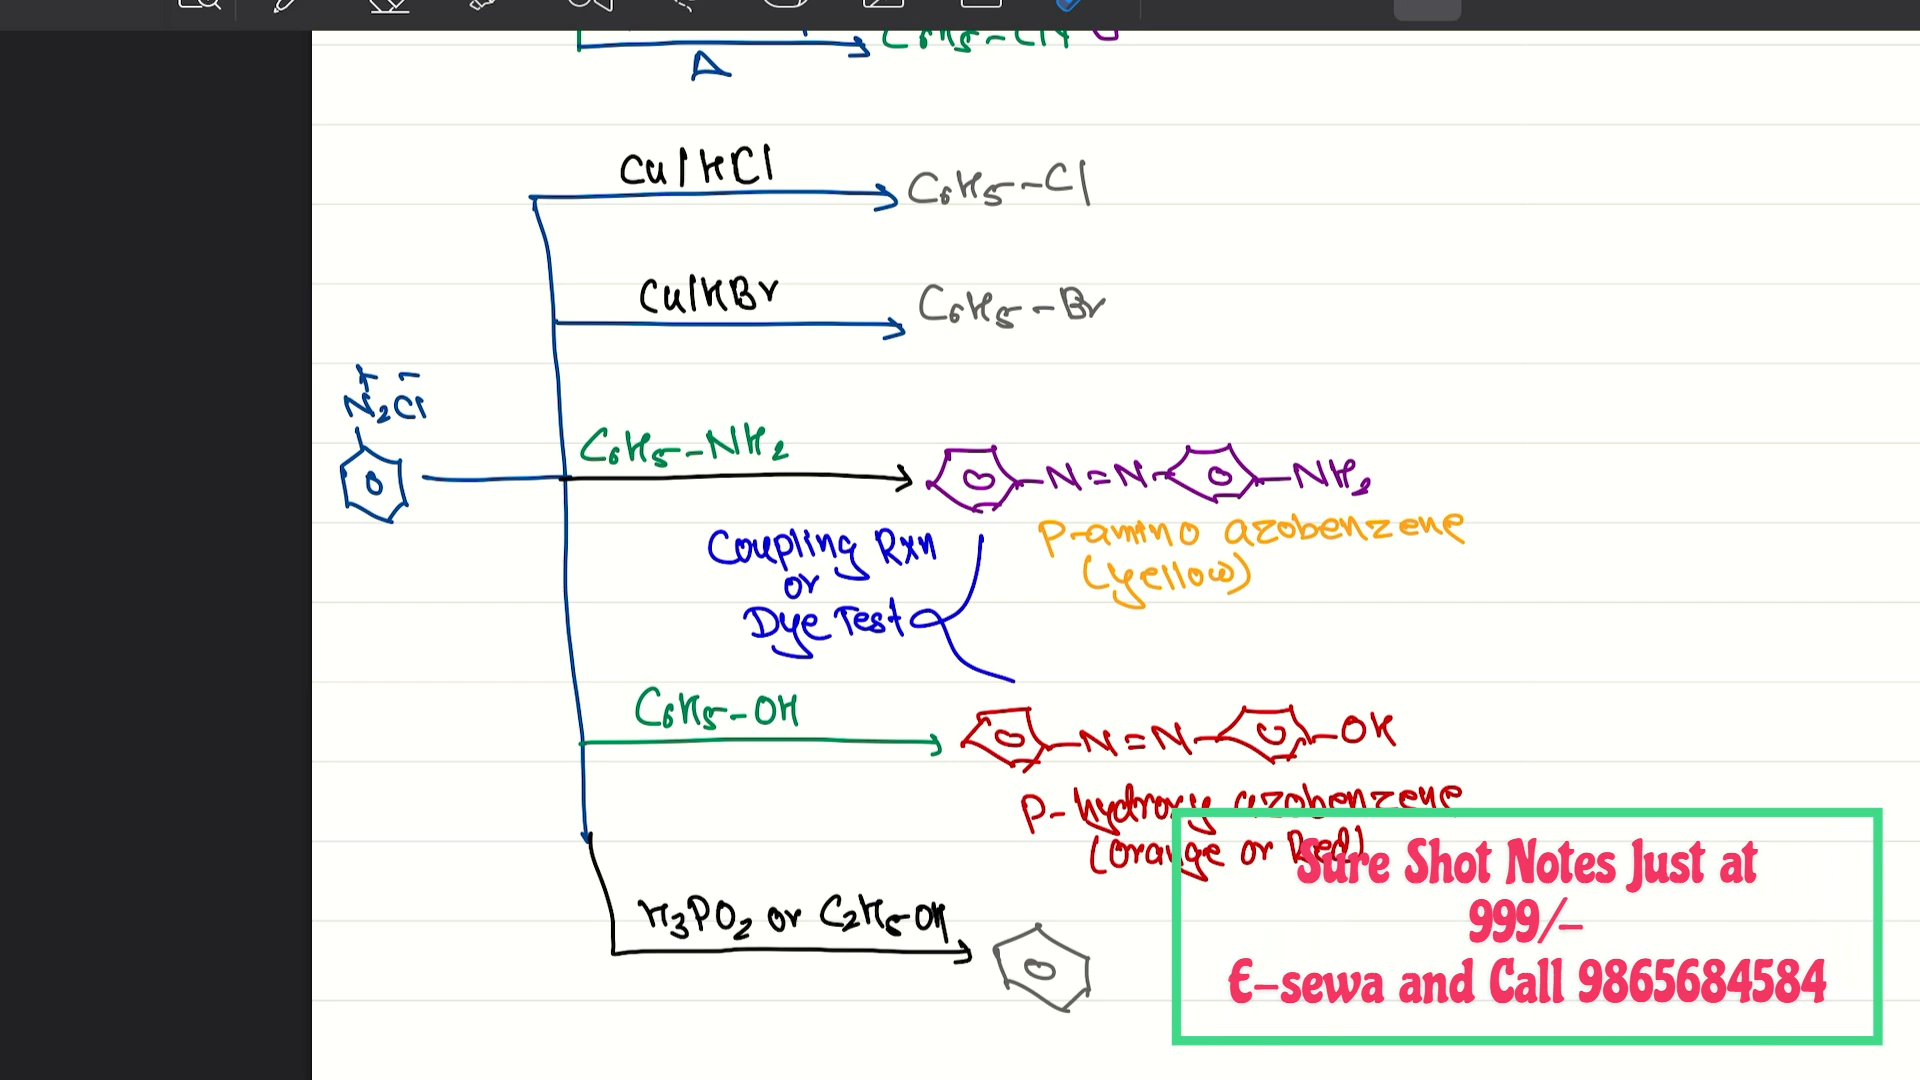 Δ
Cu/HCl
C6H5-Cl
Cu/HBr
C6H5-Br
+ -
N2Cl
C6H5-NH2
-N=N- -NH2
Coupling Rxn
or
Dye Test
P-amino azobenzene
(yellow)
C6H5-OH
-N=N- -OH
P-hydroxy azobenzene
(Orange or Red)
H3PO2 or C2H5-OH
Sure Shot Notes Just at
999/-
E-sewa and Call 9865684584